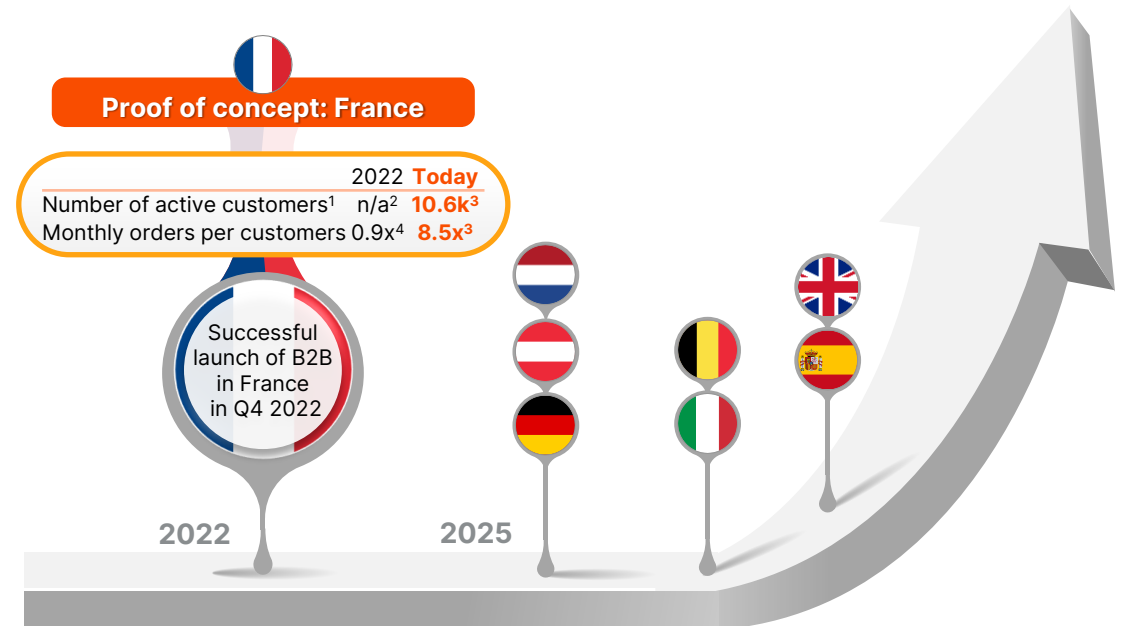 Proof of concept: France
2022 Today
Number of active customers¹ n/a² 10.6k³
Monthly orders per customers 0.9x⁴ 8.5x³
Successful
launch of B2B
in France
in Q4 2022
2022
2025